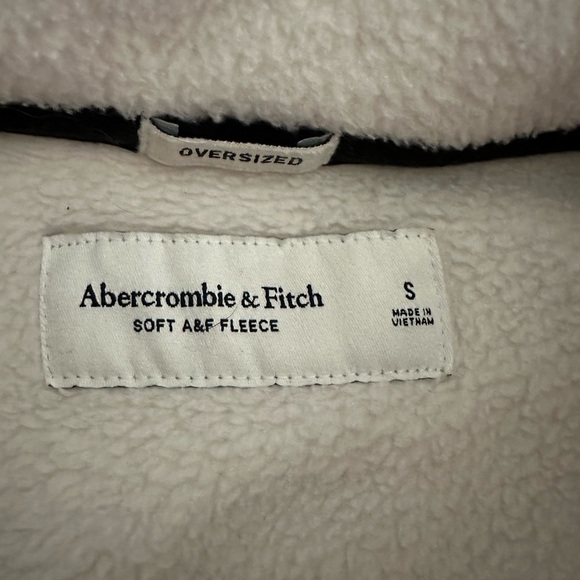 OVERSIZED
Abercrombie & Fitch
SOFT A&F FLEECE
S
MADE IN
VIETNAM